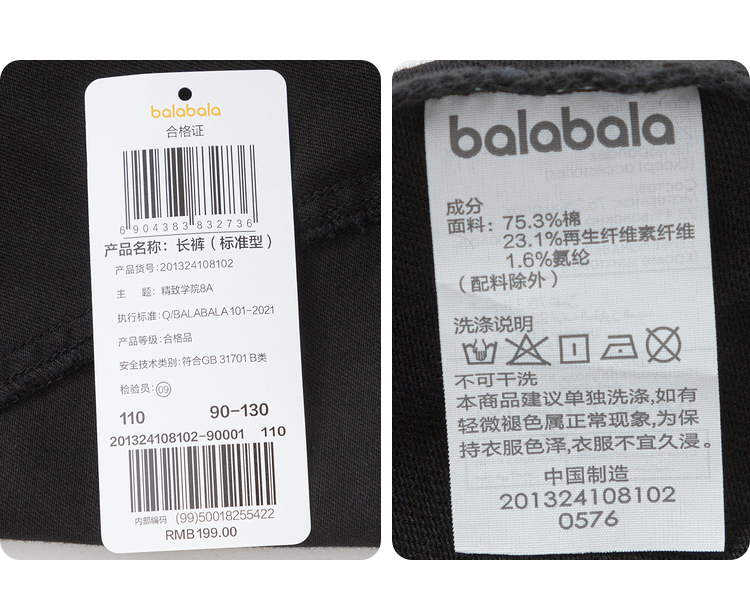 balabala
合格证
6 904383 832736
产品名称：长裤（标准型）
产品货号：201324108102
主 题：精致学院8A
执行标准：Q/BALABALA 101-2021
产品等级：合格品
安全技术类别：符合GB 31701 B类
检验员：09
110 90-130
201324108102-90001 110
内部编码 (99)50018255422
RMB199.00
balabala
成分
面料：75.3%棉
23.1%再生纤维素纤维
1.6%氨纶
（配料除外）
洗涤说明
不可干洗
本商品建议单独洗涤,如有
轻微褪色属正常现象,为保
持衣服色泽,衣服不宜久浸。
中国制造
201324108102
0576